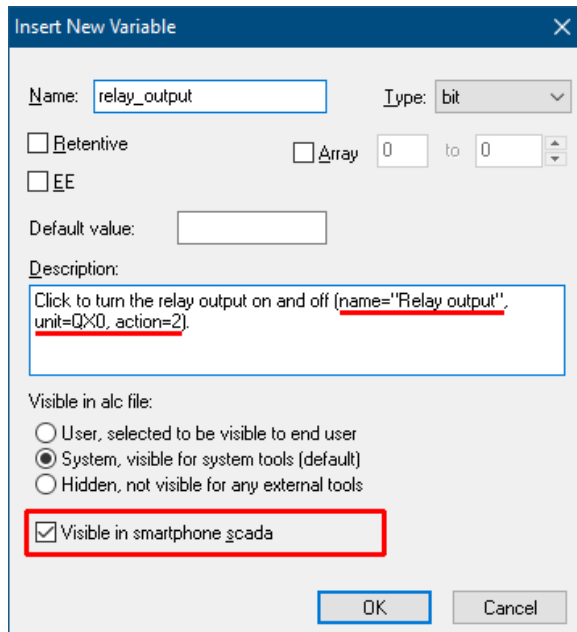 Insert New Variable
Name: relay_output Type: bit
Retentive
Array 0 to 0
EE
Default value:
Description:
Click to turn the relay output on and off (name="Relay output",
unit=QX0, action=2).
Visible in alc file:
User, selected to be visible to end user
System, visible for system tools (default)
Hidden, not visible for any external tools
Visible in smartphone scada
OK Cancel